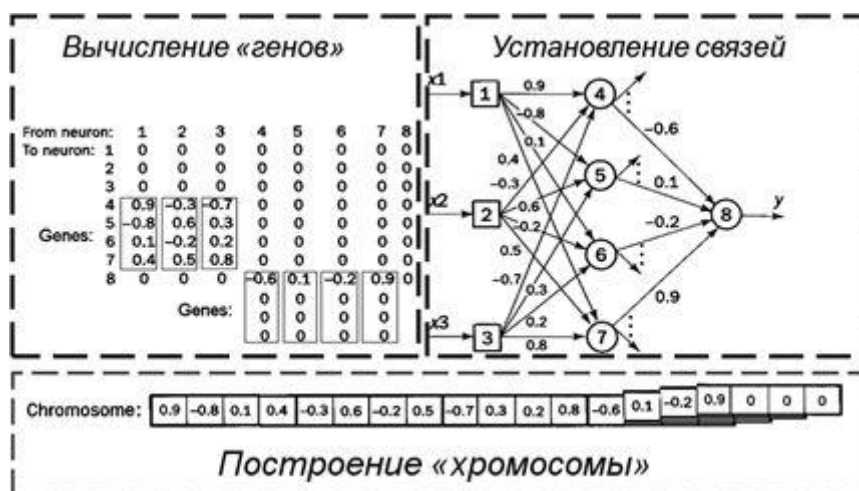 Вычисление «генов»
From neuron: 1 2 3 4 5 6 7 8
To neuron: 1 0 0 0 0 0 0 0 0
2 0 0 0 0 0 0 0 0
3 0 0 0 0 0 0 0 0
4 0.9 –0.3 –0.7 0 0 0 0 0
5 –0.8 0.6 0.3 0 0 0 0 0
Genes: 6 0.1 –0.2 0.2 0 0 0 0 0
7 0.4 0.5 0.8 0 0 0 0 0
8 0 0 0 –0.6 0.1 –0.2 0.9 0
Genes: 0 0 0 0
0 0 0 0
0 0 0 0
Установление связей
x1
1
0.9
4
–0.8
0.1
–0.6
0.4
–0.3
5
0.1
x2
2
0.6
–0.2
8
y
–0.2
6
0.5
–0.7
0.3
0.9
x3
3
0.2
0.8
7
Chromosome: 0.9 –0.8 0.1 0.4 –0.3 0.6 –0.2 0.5 –0.7 0.3 0.2 0.8 –0.6 0.1 –0.2 0.9 0 0 0
Построение «хромосомы»